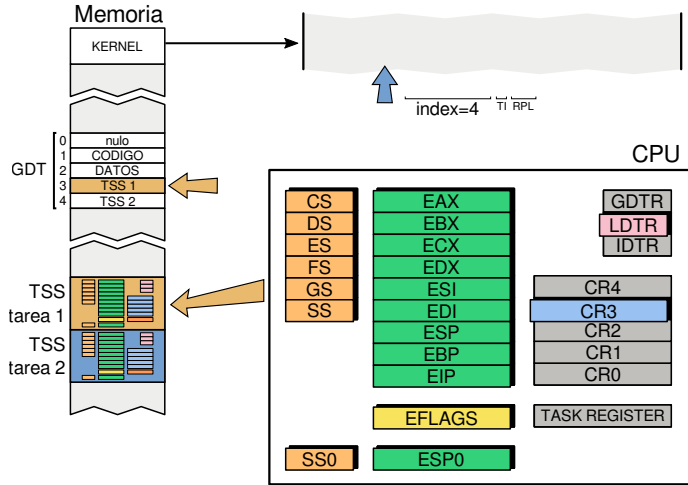 Memoria
KERNEL
index=4 TI RPL
GDT
0 nulo
1 CODIGO
2 DATOS
3 TSS 1
4 TSS 2
TSS
tarea 1
TSS
tarea 2
CPU
CS
DS
ES
FS
GS
SS
EAX
EBX
ECX
EDX
ESI
EDI
ESP
EBP
EIP
GDTR
LDTR
IDTR
CR4
CR3
CR2
CR1
CR0
EFLAGS
TASK REGISTER
SS0
ESP0